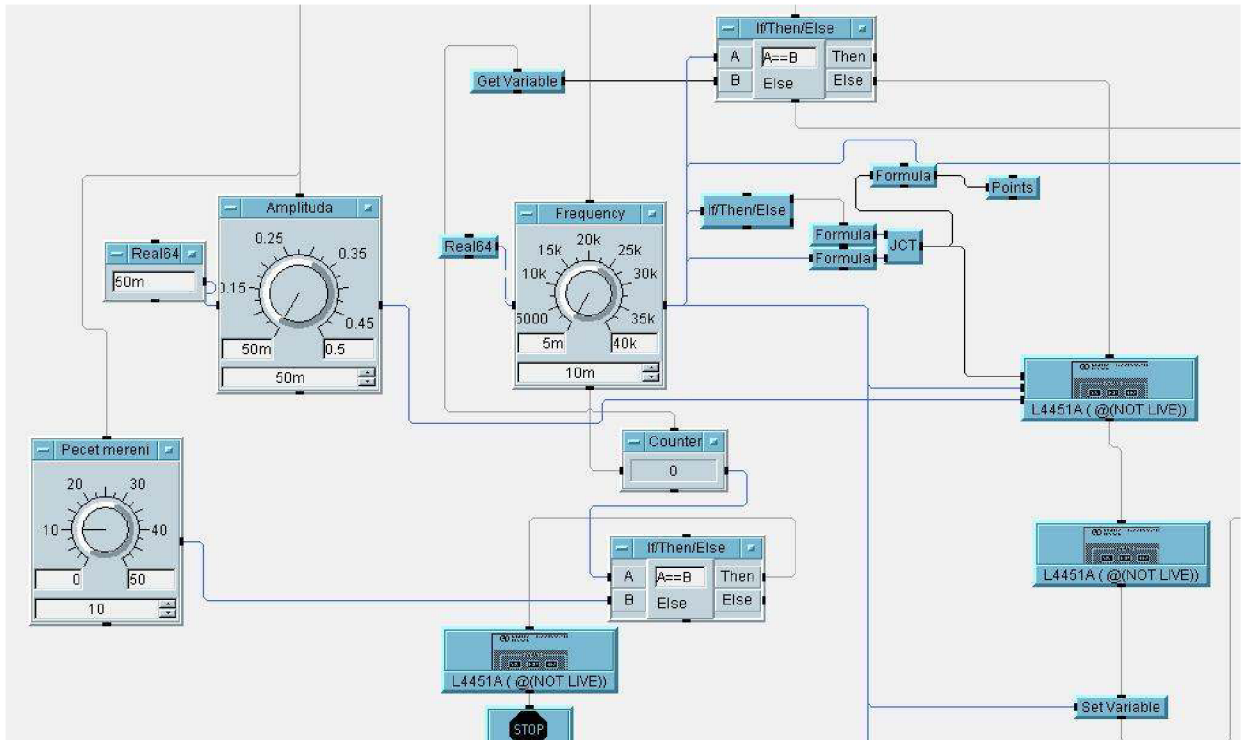 If/Then/Else
A
A==B
Then
B
Else
Else
Get Variable
Formula
Points
Amplituda
Frequency
If/Then/Else
Real64
50m
0.25
0.35
0.15
0.45
50m
0.5
50m
Real64
20k
15k
25k
10k
30k
5000
35k
5m
40k
10m
Formula
Formula
JCT
L4451A ( @(NOT LIVE))
Counter
0
Pecet mereni
20
30
10
40
0
50
10
If/Then/Else
A
A==B
Then
B
Else
Else
L4451A ( @(NOT LIVE))
L4451A ( @(NOT LIVE))
STOP
Set Variable